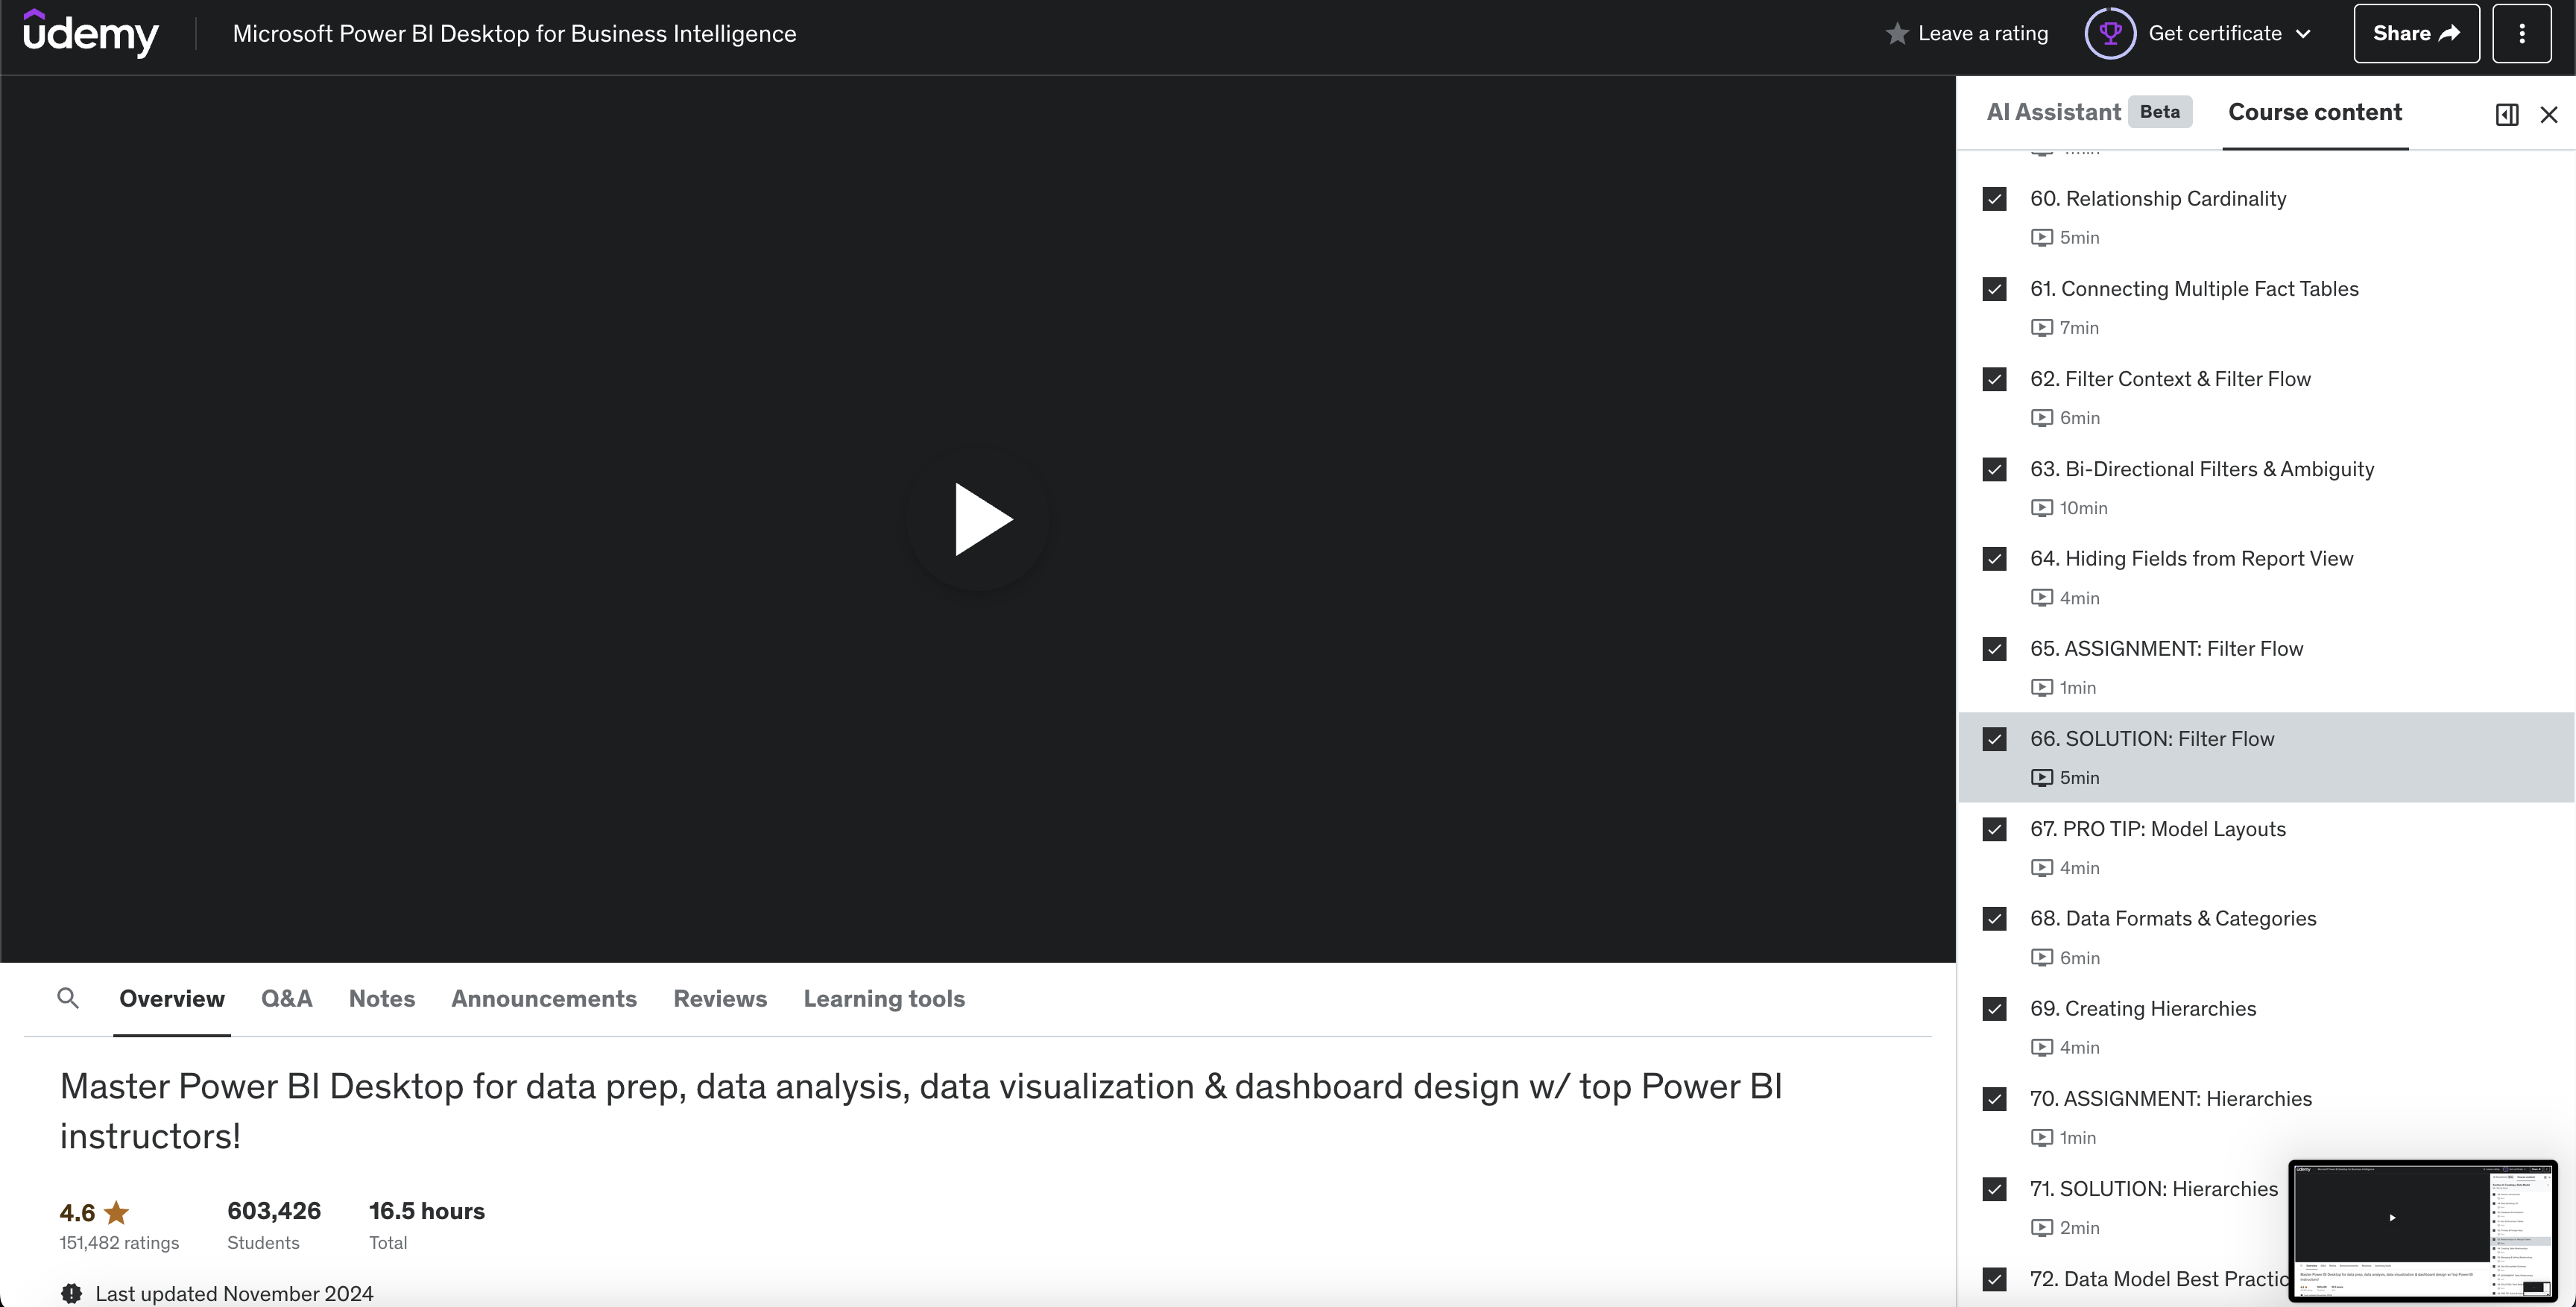 udemy
Microsoft Power BI Desktop for Business Intelligence
Leave a rating
Get certificate
Share
AI Assistant Beta
Course content
60. Relationship Cardinality
5min
61. Connecting Multiple Fact Tables
7min
62. Filter Context & Filter Flow
6min
63. Bi-Directional Filters & Ambiguity
10min
64. Hiding Fields from Report View
4min
65. ASSIGNMENT: Filter Flow
1min
66. SOLUTION: Filter Flow
5min
67. PRO TIP: Model Layouts
4min
68. Data Formats & Categories
6min
69. Creating Hierarchies
4min
70. ASSIGNMENT: Hierarchies
1min
71. SOLUTION: Hierarchies
2min
72. Data Model Best Practic
Overview Q&A Notes Announcements Reviews Learning tools
Master Power BI Desktop for data prep, data analysis, data visualization & dashboard design w/ top Power BI
instructors!
4.6 603,426 16.5 hours
151,482 ratings Students Total
Last updated November 2024